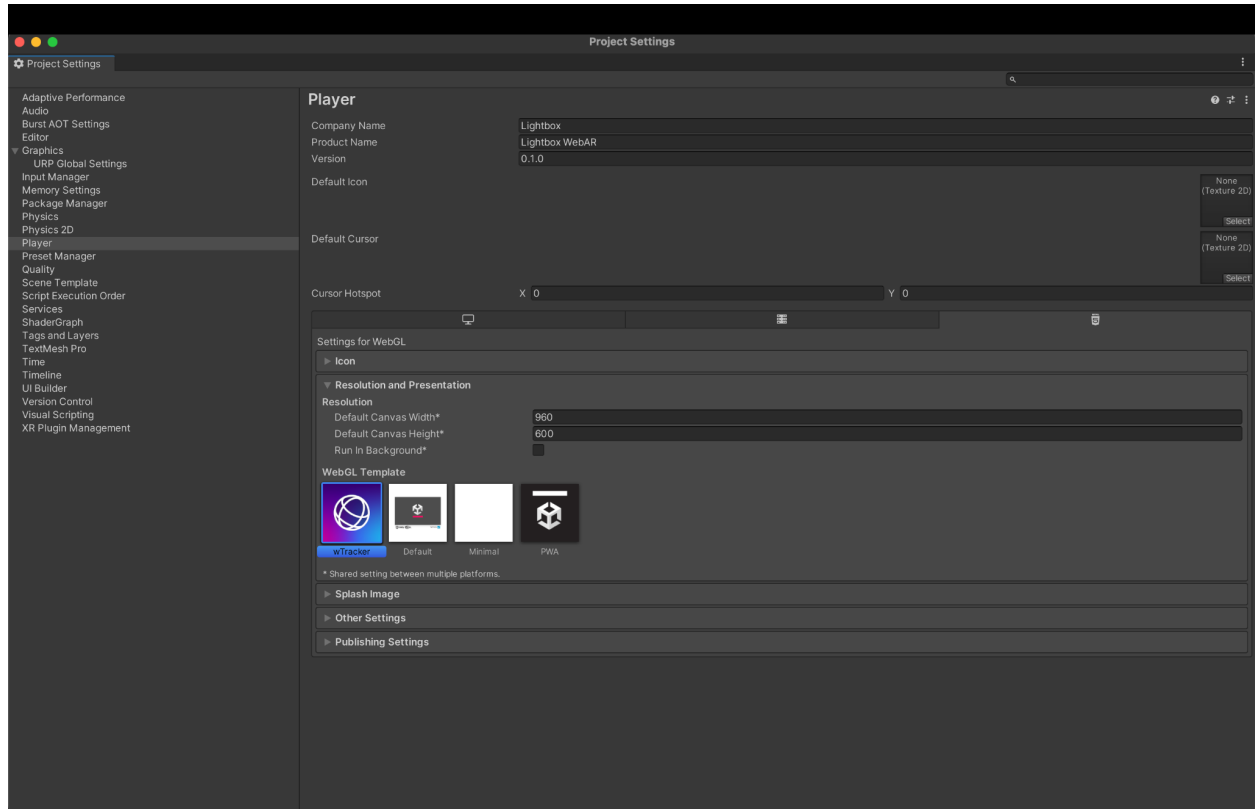 Project Settings
Project Settings
Adaptive Performance
Audio
Burst AOT Settings
Editor
Graphics
URP Global Settings
Input Manager
Memory Settings
Package Manager
Physics
Physics 2D
Player
Preset Manager
Quality
Scene Template
Script Execution Order
Services
ShaderGraph
Tags and Layers
TextMesh Pro
Time
Timeline
UI Builder
Version Control
Visual Scripting
XR Plugin Management
Player
Company Name Lightbox
Product Name Lightbox WebAR
Version 0.1.0
Default Icon
None
(Texture 2D)
Select
Default Cursor
None
(Texture 2D)
Select
Cursor Hotspot X 0 Y 0
Settings for WebGL
Icon
Resolution and Presentation
Resolution
Default Canvas Width* 960
Default Canvas Height* 600
Run In Background*
WebGL Template
wTracker Default Minimal PWA
* Shared setting between multiple platforms.
Splash Image
Other Settings
Publishing Settings